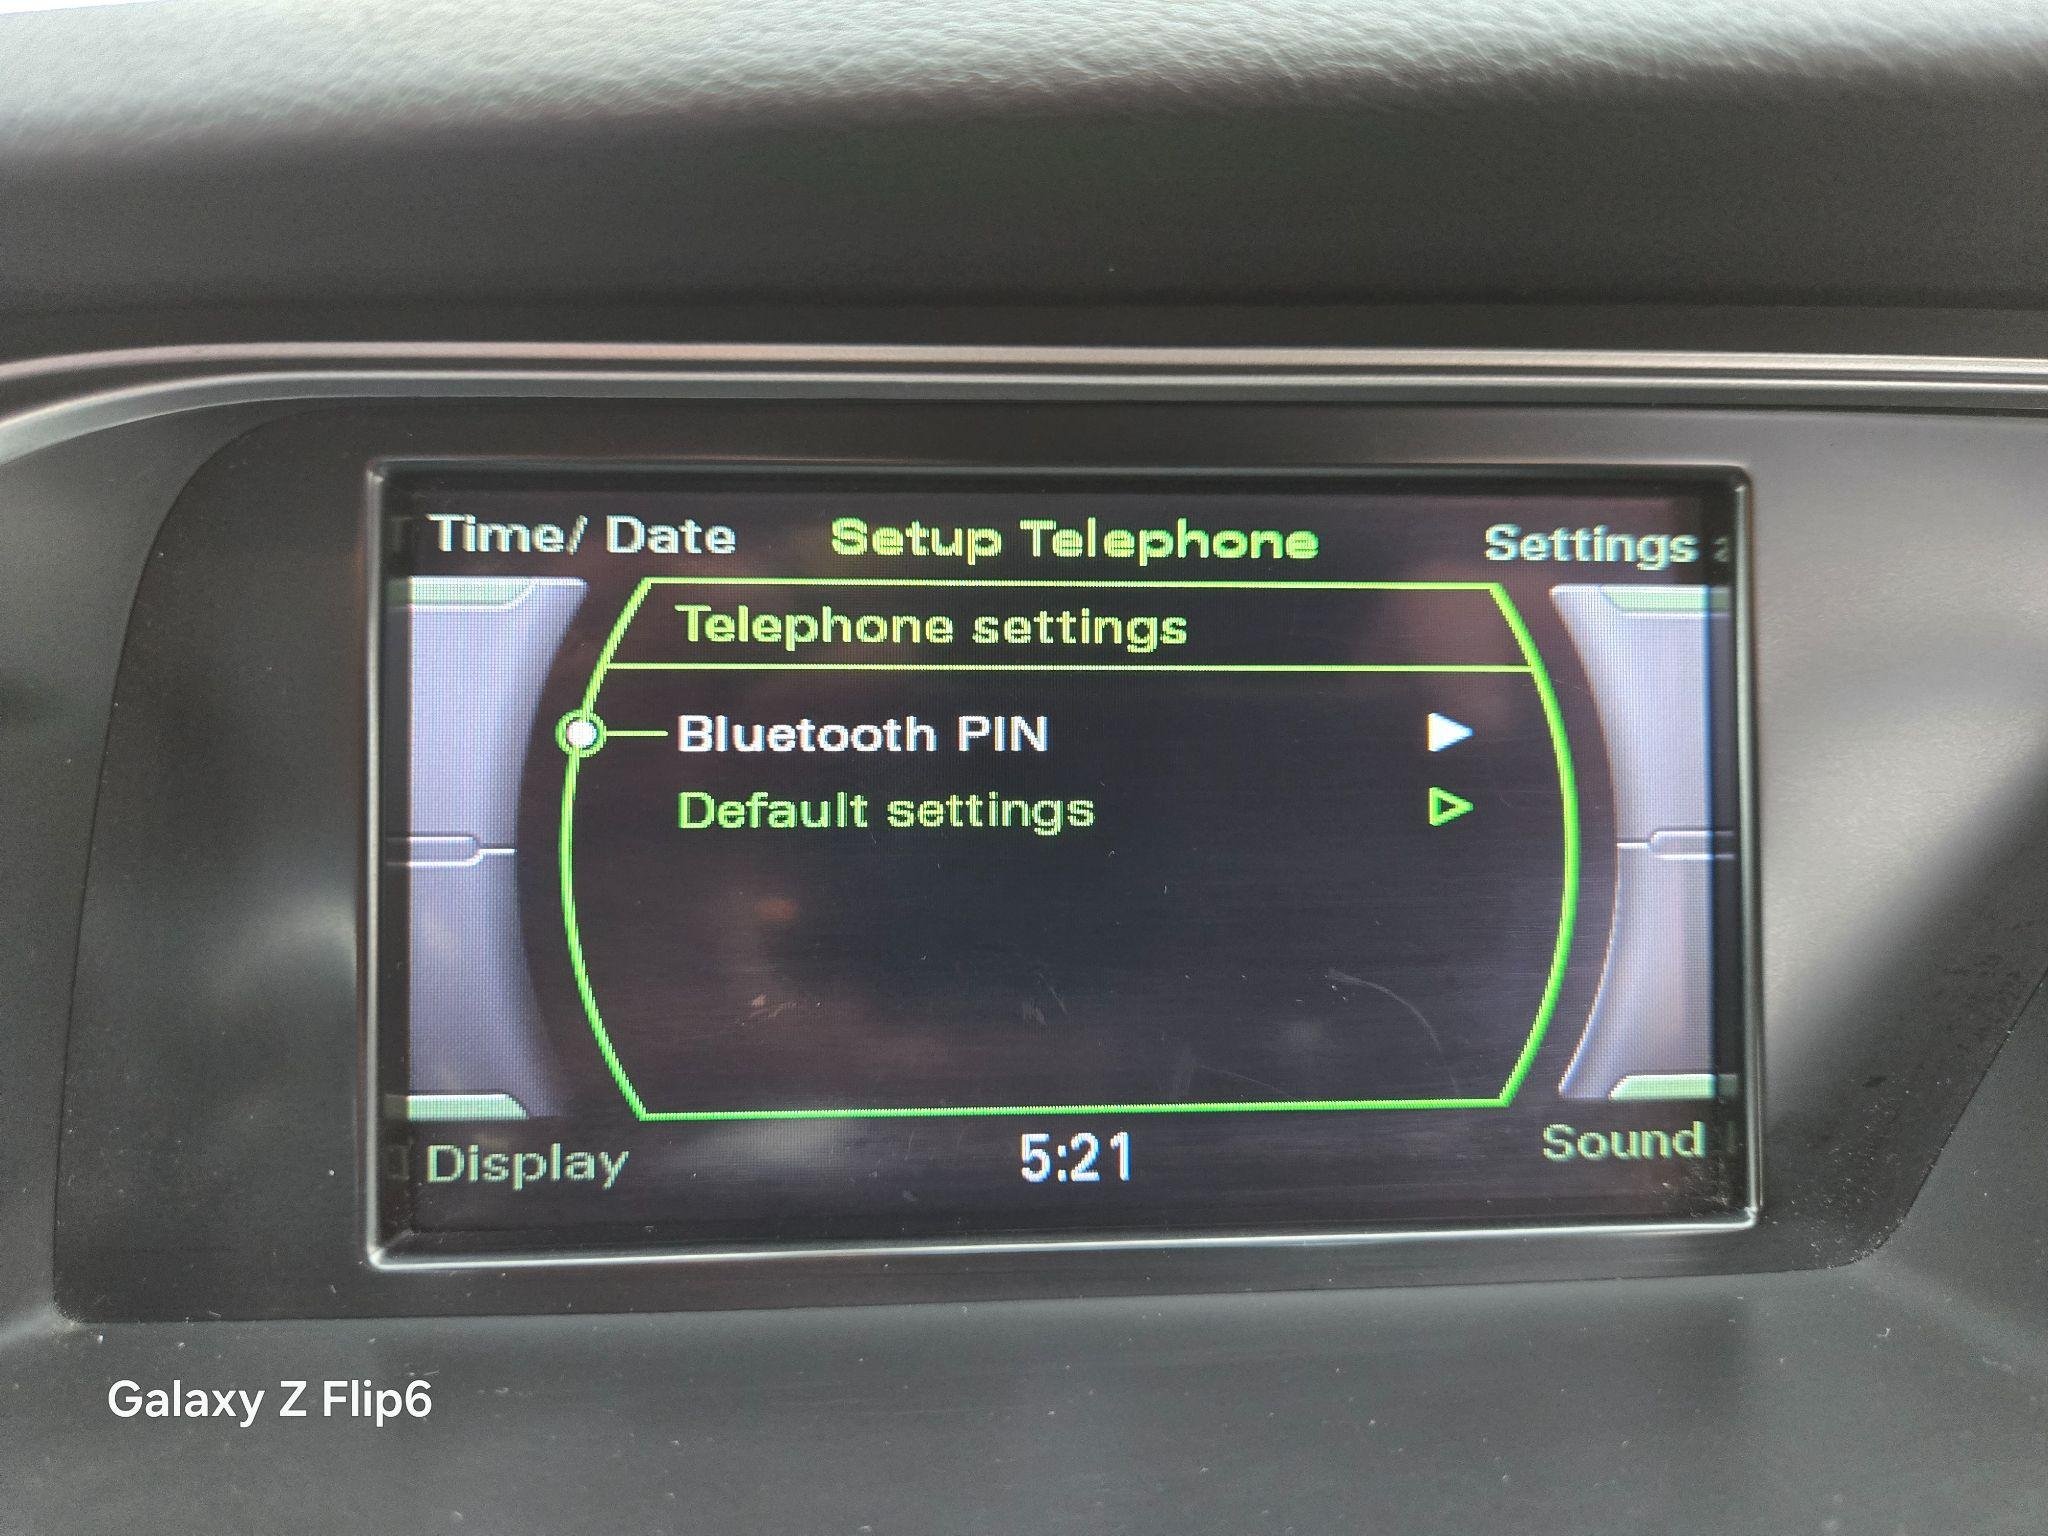 Time/ Date Setup Telephone Settings
Telephone settings
Bluetooth PIN
Default settings
Display 5:21 Sound
Galaxy Z Flip6